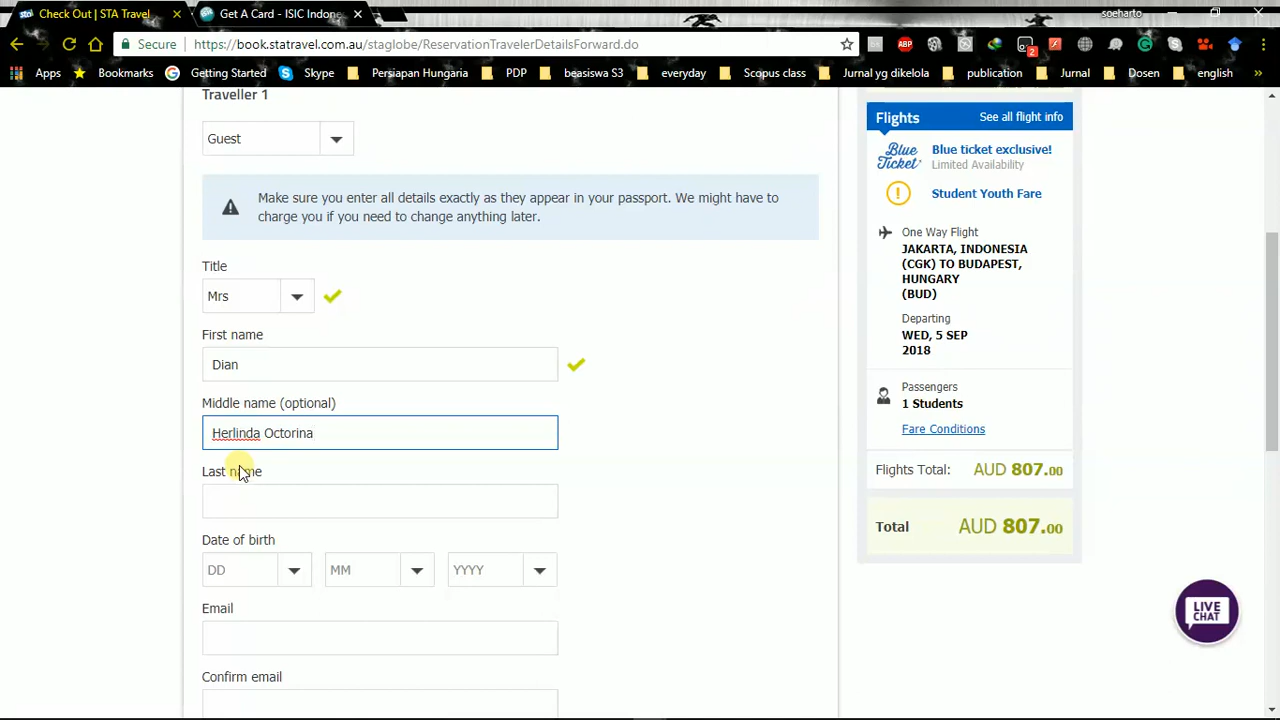 Check Out | STA Travel
Get A Card - ISIC Indone
soeharto
Secure
https://book.statravel.com.au/staglobe/ReservationTravelerDetailsForward.do
ABP
2
Apps
Bookmarks
Getting Started
Skype
Persiapan Hungaria
PDP
beasiswa S3
everyday
Scopus class
Jurnal yg dikelola
publication
Jurnal
Dosen
english
»
Traveller 1
Guest
Make sure you enter all details exactly as they appear in your passport. We might have to
charge you if you need to change anything later.
Title
Mrs
First name
Dian
Middle name (optional)
Herlinda Octorina
Last name
Date of birth
DD
MM
YYYY
Email
Confirm email
Flights
See all flight info
Blue Ticket
Blue ticket exclusive!
Limited Availability
Student Youth Fare
One Way Flight
JAKARTA, INDONESIA
(CGK) TO BUDAPEST,
HUNGARY
(BUD)
Departing
WED, 5 SEP
2018
Passengers
1 Students
Fare Conditions
Flights Total:
AUD 807.00
Total
AUD 807.00
LIVE
CHAT